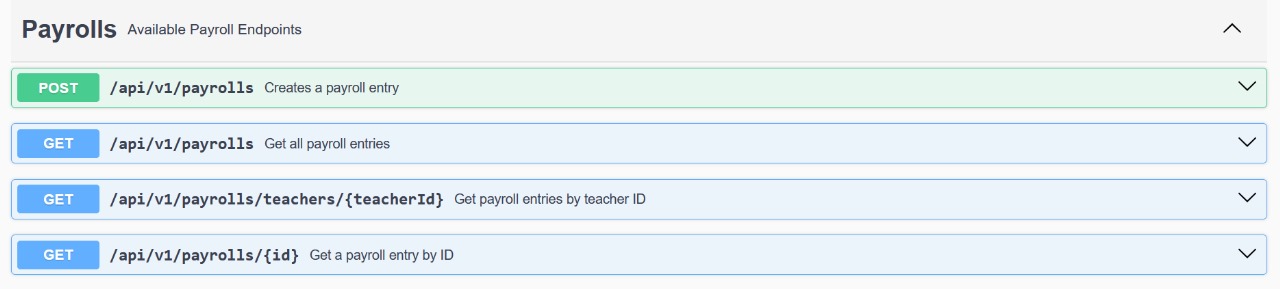 Payrolls Available Payroll Endpoints
POST /api/v1/payrolls Creates a payroll entry
GET /api/v1/payrolls Get all payroll entries
GET /api/v1/payrolls/teachers/{teacherId} Get payroll entries by teacher ID
GET /api/v1/payrolls/{id} Get a payroll entry by ID